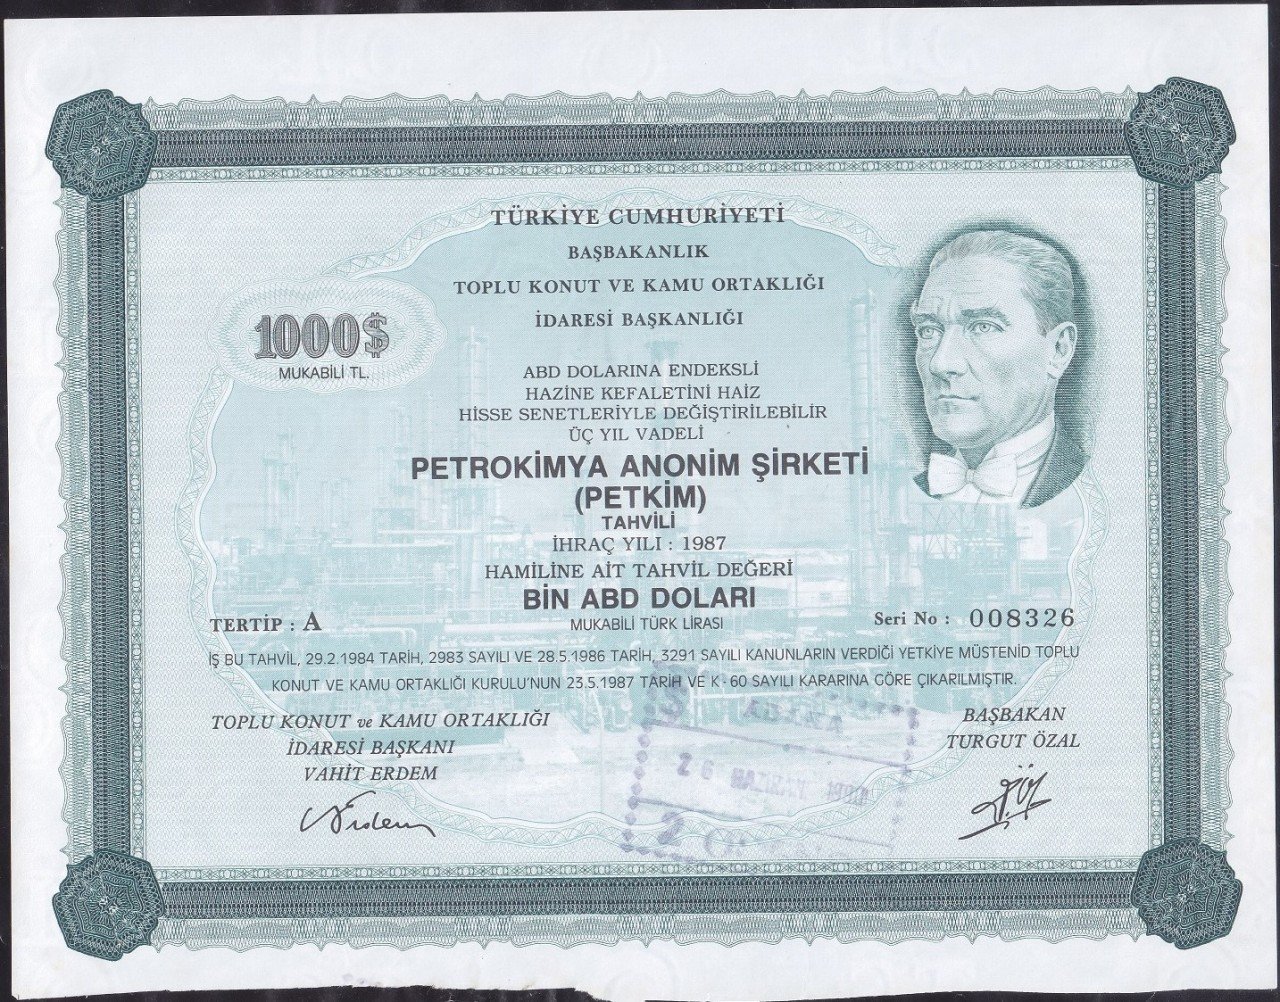 TÜRKİYE CUMHURİYETİ
BAŞBAKANLIK
TOPLU KONUT VE KAMU ORTAKLIĞI
İDARESİ BAŞKANLIĞI
1000$
MUKABİLİ TL.
ABD DOLARINA ENDEKSLİ
HAZİNE KEFALETİNİ HAİZ
HİSSE SENETLERİYLE DEĞİŞTİRİLEBİLİR
ÜÇ YIL VADELİ
PETROKİMYA ANONİM ŞİRKETİ
(PETKİM)
TAHVİLİ
İHRAÇ YILI : 1987
HAMİLİNE AİT TAHVİL DEĞERİ
BİN ABD DOLARI
MUKABİLİ TÜRK LİRASI
TERTİP : A
Seri No : 008326
İŞ BU TAHVİL, 29.2.1984 TARİH, 2983 SAYILI VE 28.5.1986 TARİH, 3291 SAYILI KANUNLARIN VERDİĞİ YETKİYE MÜSTENİD TOPLU
KONUT VE KAMU ORTAKLIĞI KURULU'NUN 23.5.1987 TARİH VE K-60 SAYILI KARARINA GÖRE ÇIKARILMIŞTIR.
TOPLU KONUT ve KAMU ORTAKLIĞI
İDARESİ BAŞKANI
VAHİT ERDEM
BAŞBAKAN
TURGUT ÖZAL
26 HAZİRAN